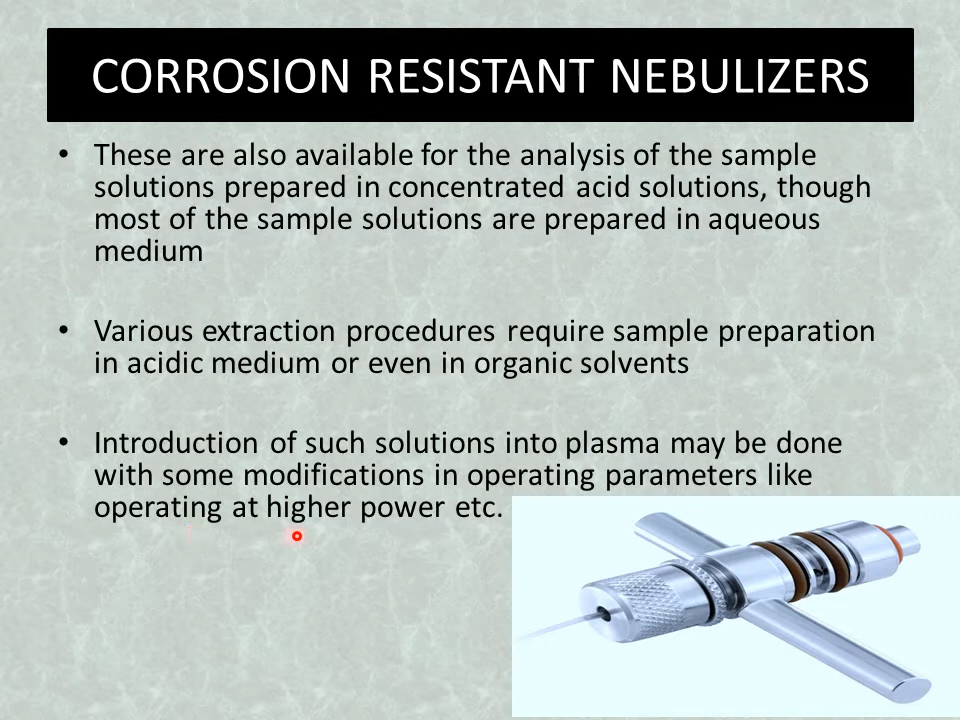 CORROSION RESISTANT NEBULIZERS
• These are also available for the analysis of the sample
solutions prepared in concentrated acid solutions, though
most of the sample solutions are prepared in aqueous
medium
• Various extraction procedures require sample preparation
in acidic medium or even in organic solvents
• Introduction of such solutions into plasma may be done
with some modifications in operating parameters like
operating at higher power etc.